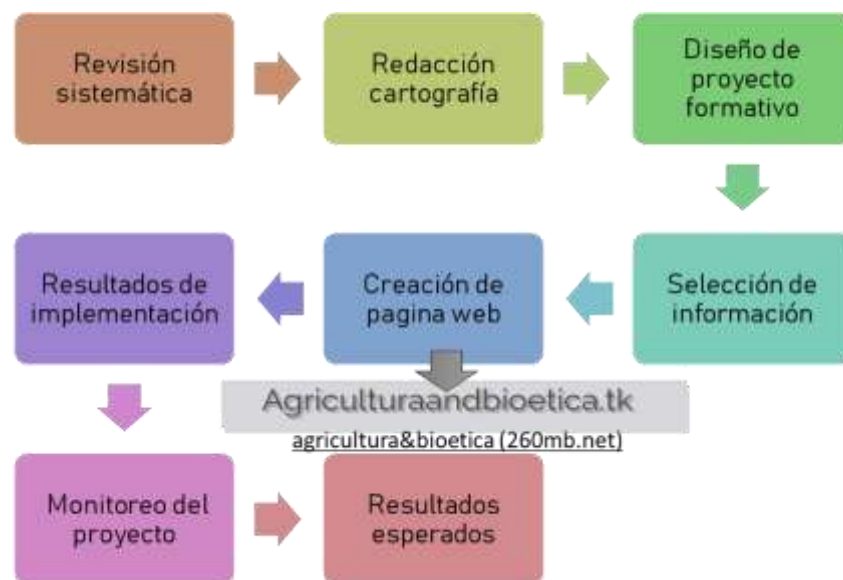 Revisión
sistemática
Redacción
cartografía
Diseño de
proyecto
formativo
Selección de
información
Creación de
pagina web
Resultados de
implementación
Agriculturaandbioetica.tk
agricultura&bioetica (260mb.net)
Monitoreo del
proyecto
Resultados
esperados